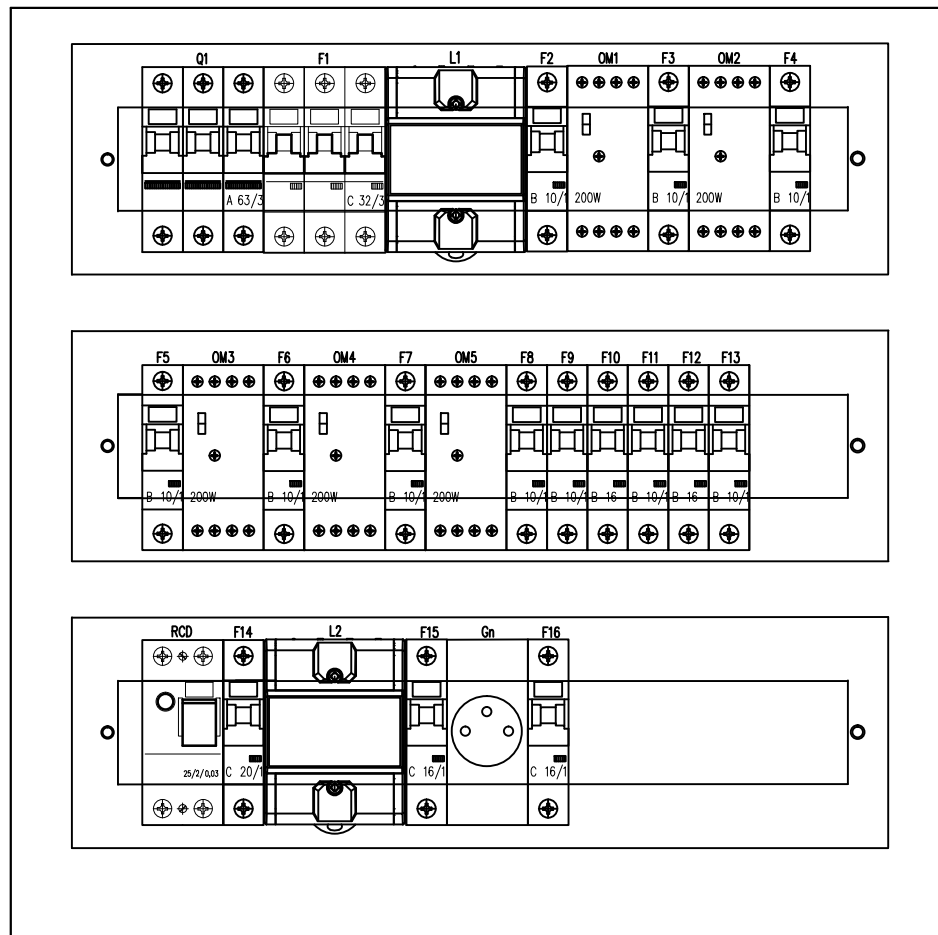 Q1 F1 L1 F2 OM1 F3 OM2 F4
A 63/3 C 32/3 B 10/1 200W B 10/1 200W B 10/1
F5 OM3 F6 OM4 F7 OM5 F8 F9 F10 F11 F12 F13
B 10/1 200W B 10/1 200W B 10/1 200W B 10/1 B 10/1 B 16 B 10/1 B 16 B 10/1
RCD F14 L2 F15 Gn F16
25/2/0,03 C 20/1 C 16/1 C 16/1